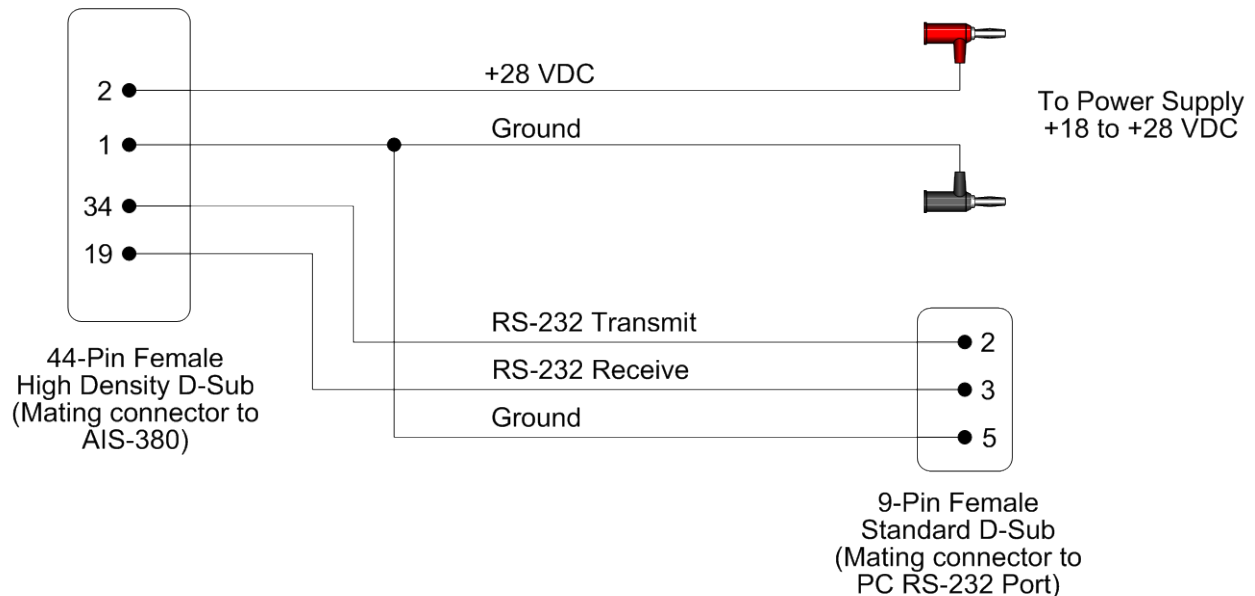 +28 VDC
2
To Power Supply
+18 to +28 VDC
Ground
1
34
19
RS-232 Transmit
2
44-Pin Female
High Density D-Sub
(Mating connector to
AIS-380)
RS-232 Receive
3
Ground
5
9-Pin Female
Standard D-Sub
(Mating connector to
PC RS-232 Port)